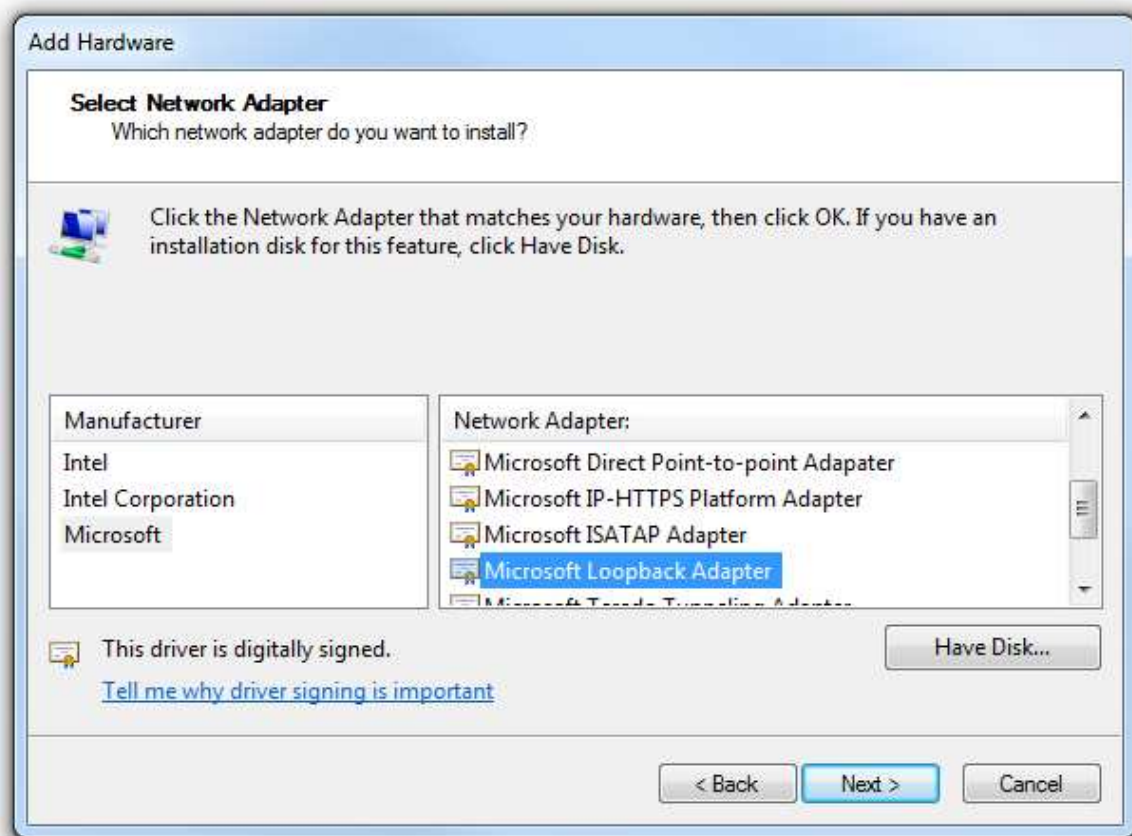 Add Hardware
Select Network Adapter
Which network adapter do you want to install?
Click the Network Adapter that matches your hardware, then click OK. If you have an
installation disk for this feature, click Have Disk.
Manufacturer
Intel
Intel Corporation
Microsoft
Network Adapter:
Microsoft Direct Point-to-point Adapater
Microsoft IP-HTTPS Platform Adapter
Microsoft ISATAP Adapter
Microsoft Loopback Adapter
Microsoft Teredo Tunneling Adapter
This driver is digitally signed.
Tell me why driver signing is important
Have Disk...
< Back
Next >
Cancel